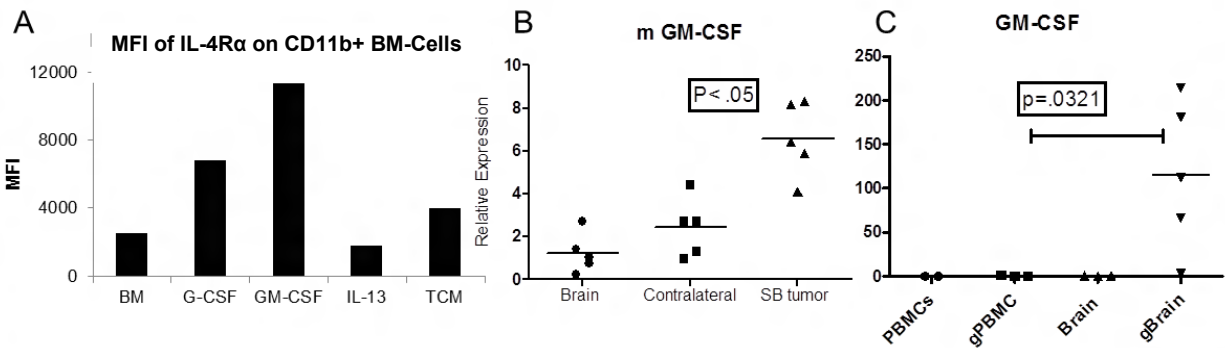 A
MFI of IL-4Rα on CD11b+ BM-Cells
MFI
12000
8000
4000
0
BM G-CSF GM-CSF IL-13 TCM
B
m GM-CSF
Relative Expression
10
8
6
4
2
0
P< .05
Brain Contralateral SB tumor
C
GM-CSF
250
200
150
100
50
0
p=.0321
PBMCs gPBMC Brain gBrain